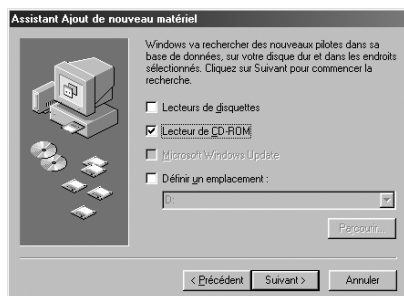 Assistant Ajout de nouveau matériel
Windows va rechercher des nouveaux pilotes dans sa
base de données, sur votre disque dur et dans les endroits
sélectionnés. Cliquez sur Suivant pour commencer la
recherche.
Lecteurs de disquettes
Lecteur de CD-ROM
Microsoft Windows Update
Définir un emplacement :
D:
Parcourir...
< Précédent Suivant > Annuler